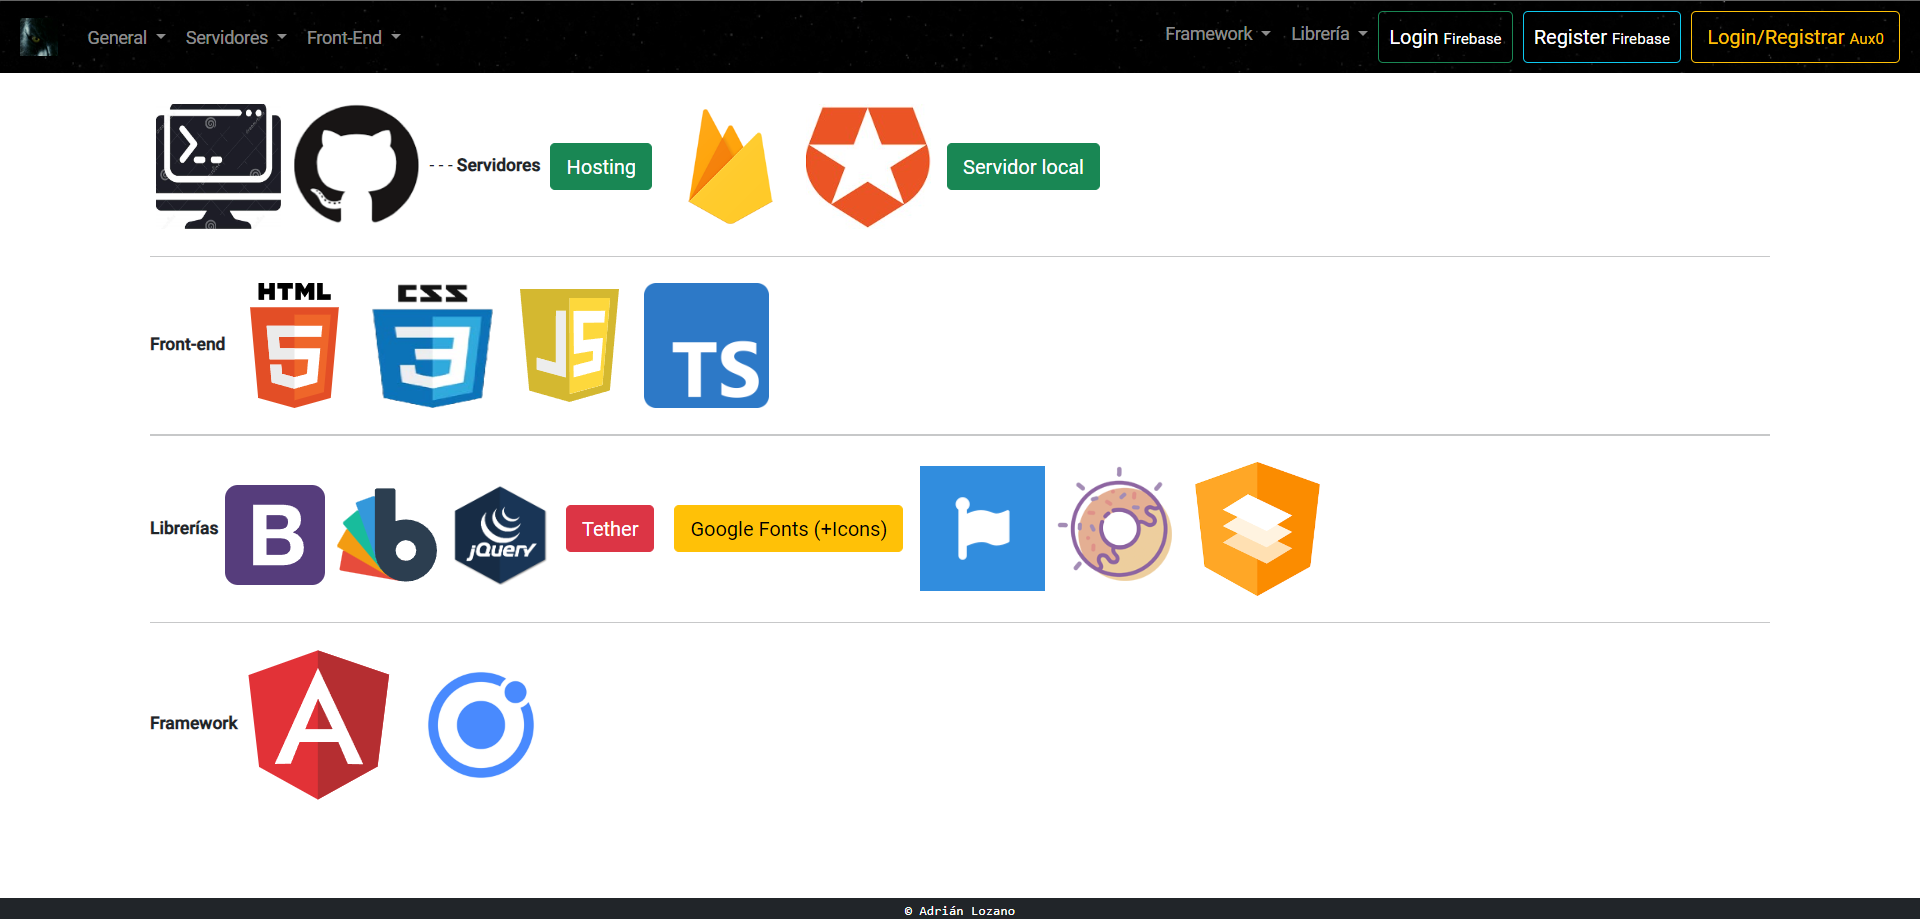 General Servidores Front-End Framework Librería Login Firebase Register Firebase Login/Registrar Aux0
- - - Servidores Hosting Servidor local
HTML CSS
Front-end 5 3 JS TS
Librerías B b jQuery Tether Google Fonts (+Icons)
Framework A
© Adrián Lozano